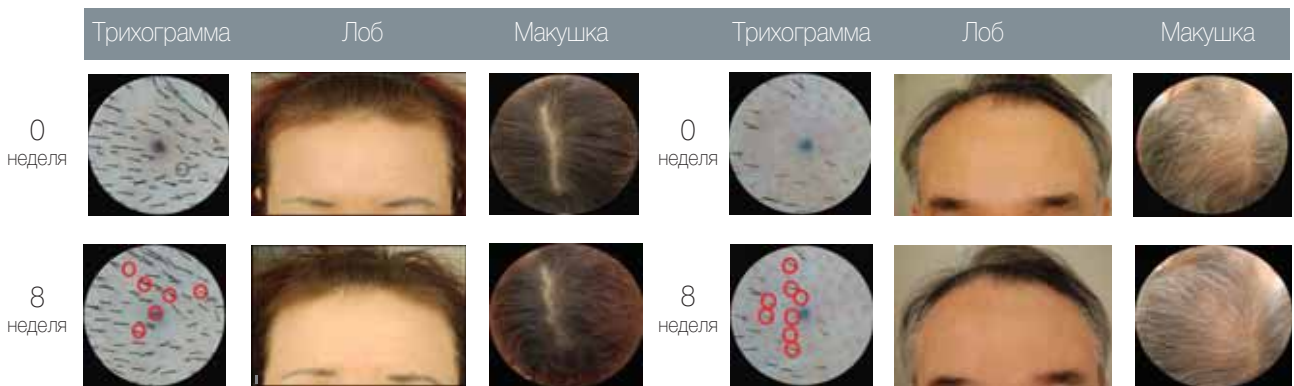 Трихограмма Лоб Макушка Трихограмма Лоб Макушка
0 0
неделя неделя
8 8
неделя неделя